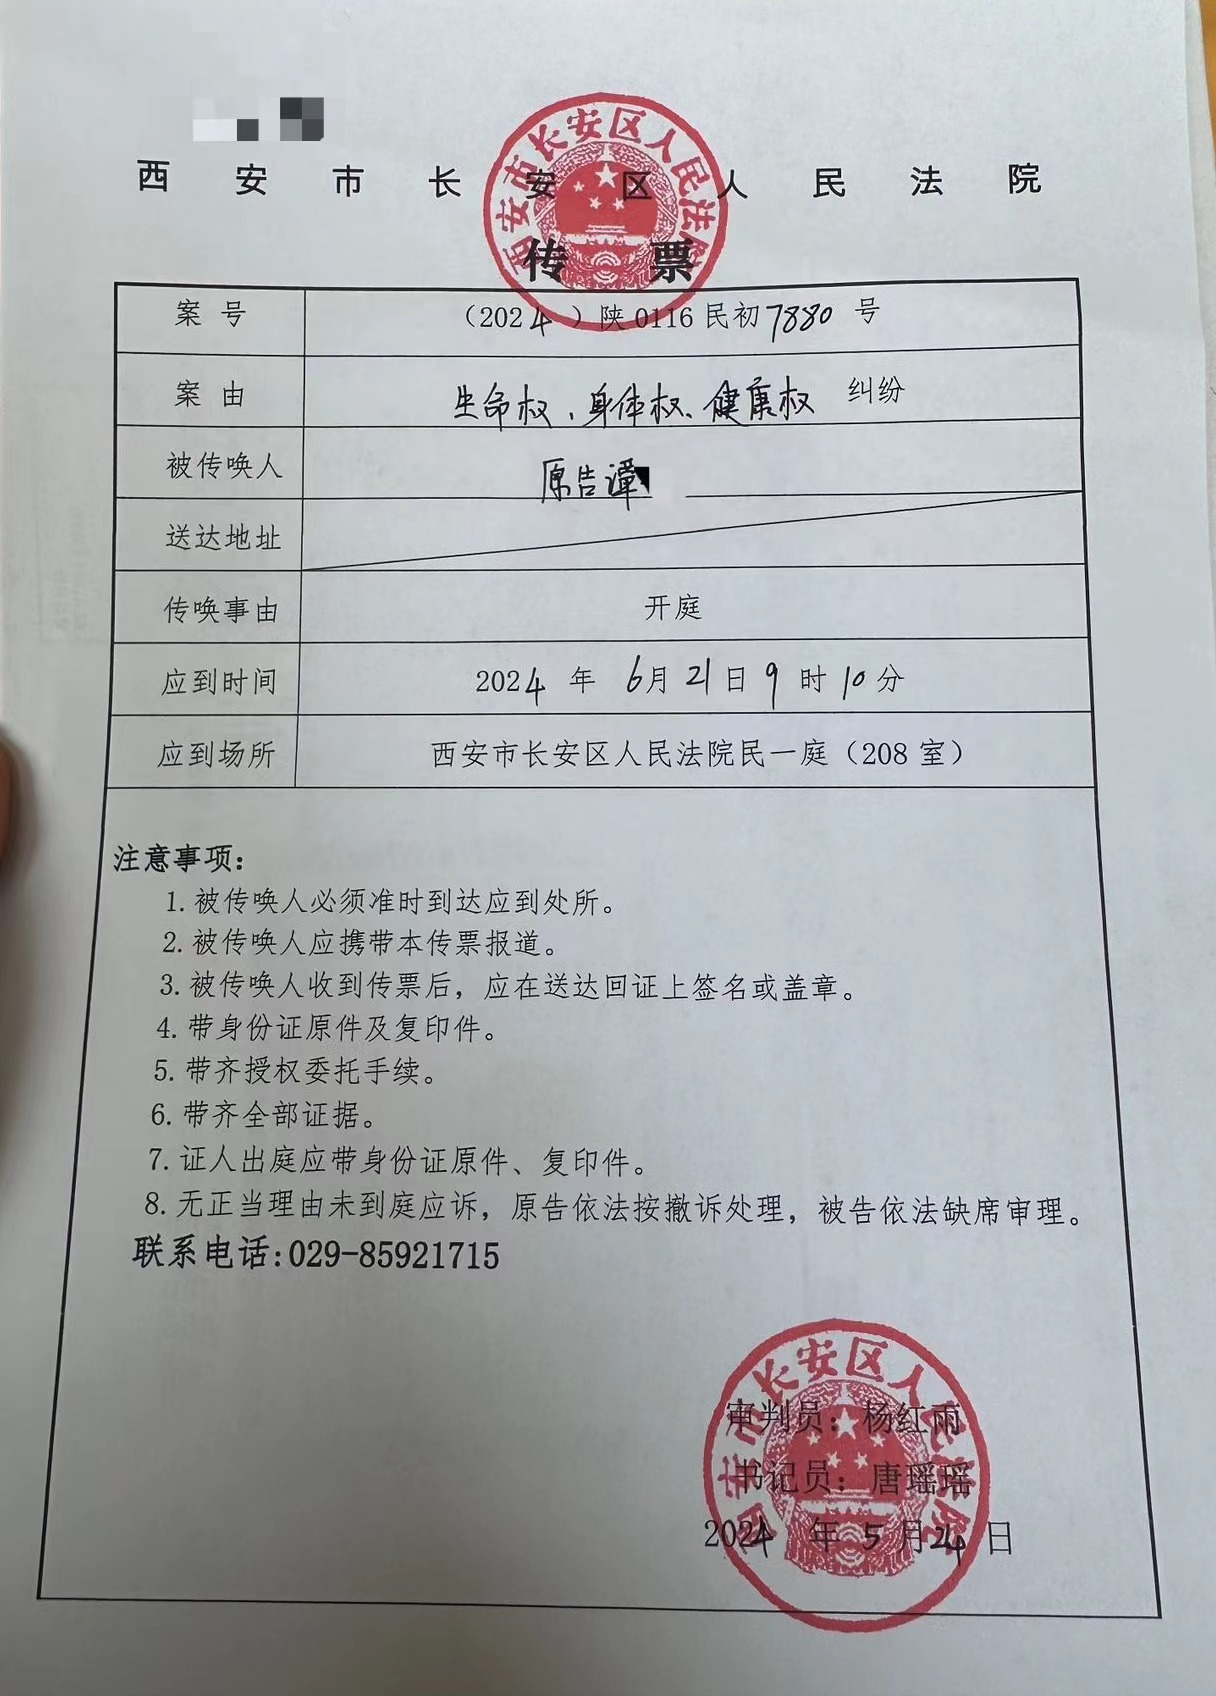 西安市长安区人民法院
传票
案号 (2024)陕0116民初7880号
案由 生命权、身体权、健康权 纠纷
被传唤人 原告谭
送达地址
传唤事由 开庭
应到时间 2024年6月21日9时10分
应到场所 西安市长安区人民法院民一庭(208室)
注意事项:
1.被传唤人必须准时到达应到处所。
2.被传唤人应携带本传票报道。
3.被传唤人收到传票后,应在送达回证上签名或盖章。
4.带身份证原件及复印件。
5.带齐授权委托手续。
6.带齐全部证据。
7.证人出庭应带身份证原件、复印件。
8.无正当理由未到庭应诉,原告依法按撤诉处理,被告依法缺席审理。
联系电话:029-85921715
西安市长安区人民法院
审判员:杨红雨
书记员:唐瑶瑶
2024年5月24日
西安市长安区人民法院